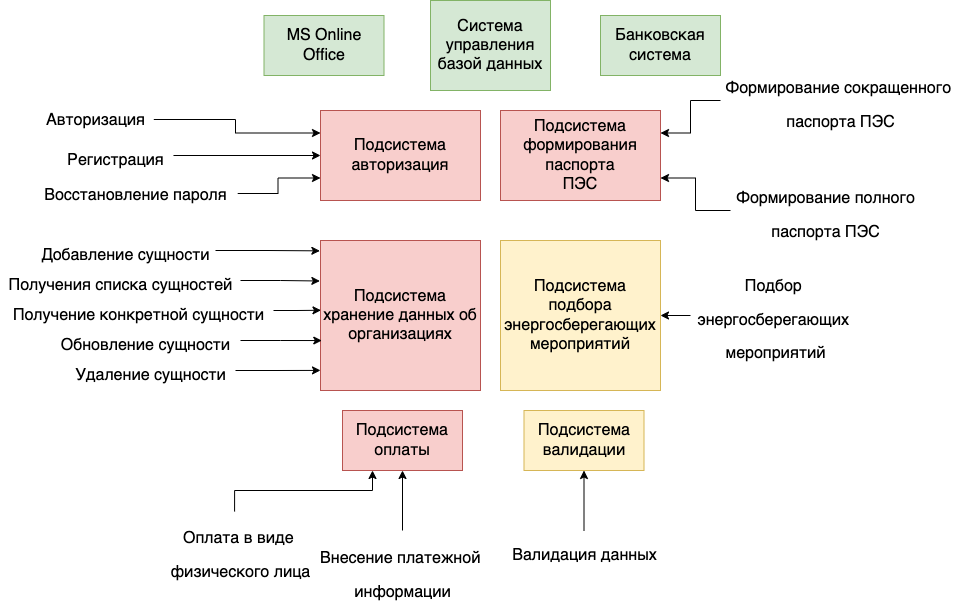 MS Online
Office
Система
управления
базой данных
Банковская
система
Авторизация
Регистрация
Восстановление пароля
Подсистема
авторизация
Подсистема
формирования
паспорта
ПЭС
Формирование сокращенного
паспорта ПЭС
Формирование полного
паспорта ПЭС
Добавление сущности
Получения списка сущностей
Получение конкретной сущности
Обновление сущности
Удаление сущности
Подсистема
хранение данных об
организациях
Подсистема
подбора
энергосберегающих
мероприятий
Подбор
энергосберегающих
мероприятий
Подсистема
оплаты
Подсистема
валидации
Оплата в виде
физического лица
Внесение платежной
информации
Валидация данных